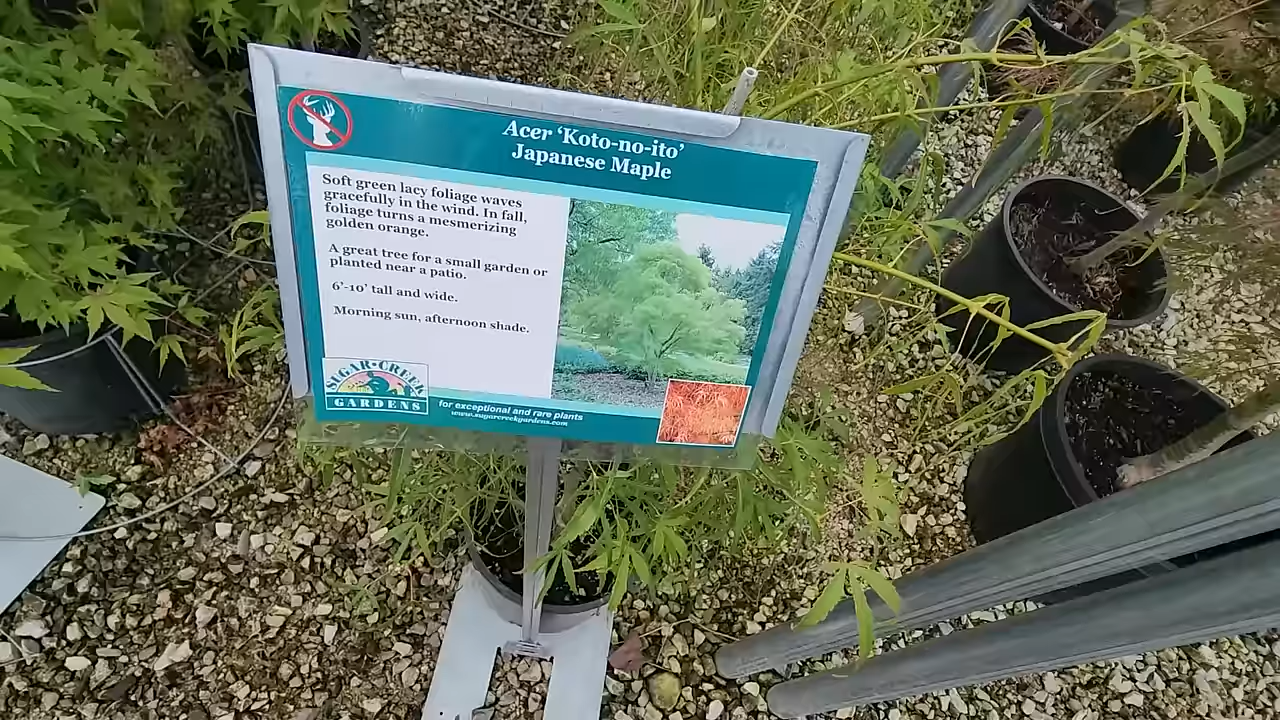 Acer ‘Koto-no-ito’
Japanese Maple
Soft green lacy foliage waves
gracefully in the wind. In fall,
foliage turns a mesmerizing
golden orange.
A great tree for a small garden or
planted near a patio.
6’-10’ tall and wide.
Morning sun, afternoon shade.
SUGAR•CREEK
GARDENS
for exceptional and rare plants
www.sugarcreekgardens.com